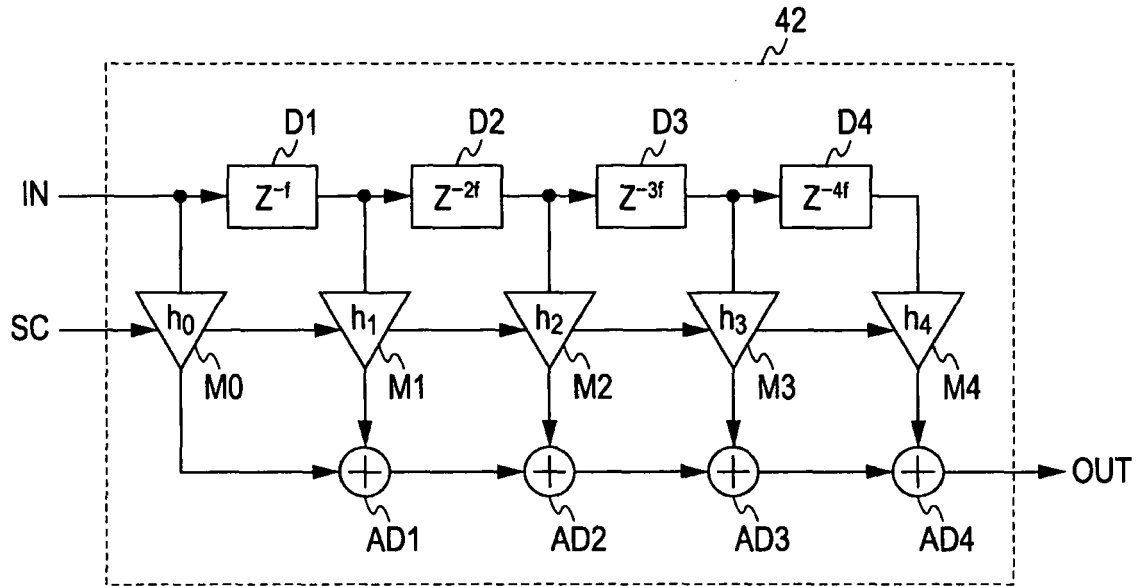 42
D1 D2 D3 D4
IN Z⁻ᶠ Z⁻²ᶠ Z⁻³ᶠ Z⁻⁴ᶠ
SC h₀ h₁ h₂ h₃ h₄
M0 M1 M2 M3 M4
+ + + + OUT
AD1 AD2 AD3 AD4